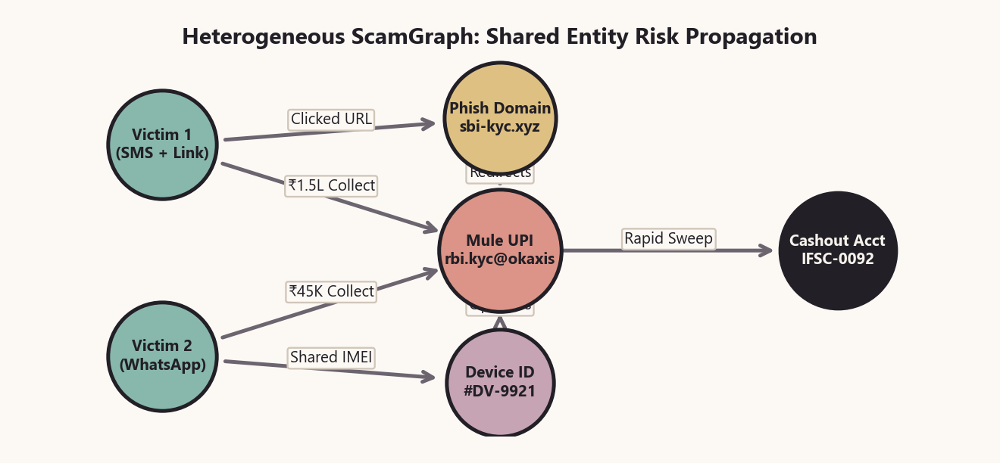 Heterogeneous ScamGraph: Shared Entity Risk Propagation
Phish Domain
sbi-kyc.xyz
Victim 1
(SMS + Link)
Clicked URL
Redirects
₹1.5L Collect
Mule UPI
rbi.kyc@okaxis
Rapid Sweep
Cashout Acct
IFSC-0092
₹45K Collect
Victim 2
(WhatsApp)
Shared IMEI
Device ID
#DV-9921